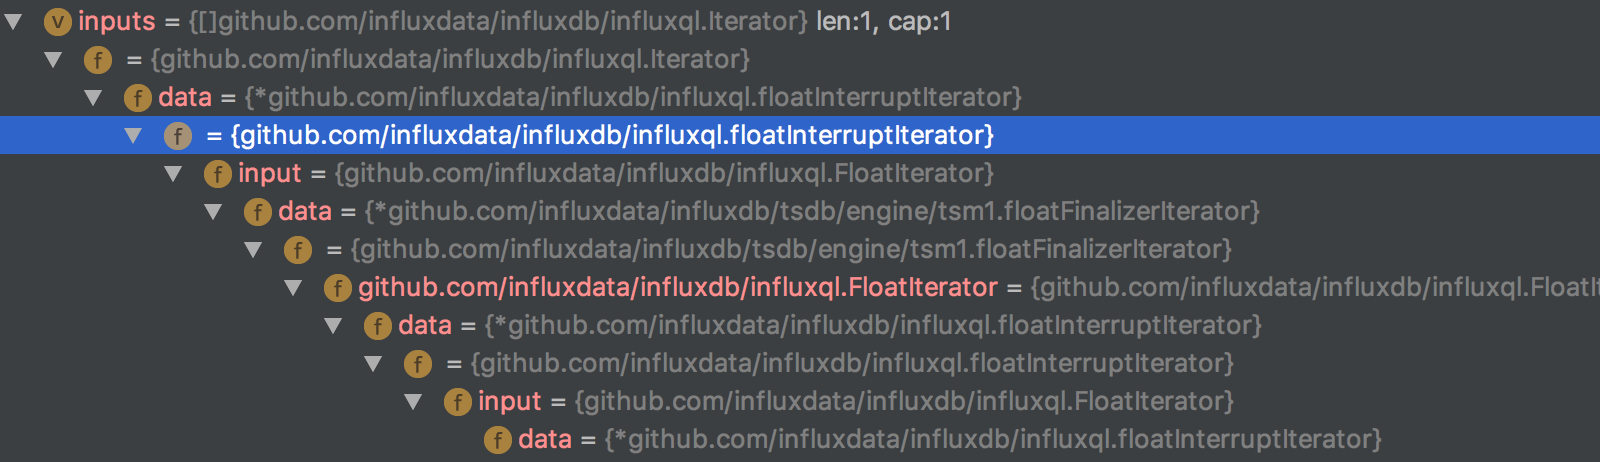 ▼ V inputs = {[]github.com/influxdata/influxdb/influxql.Iterator} len:1, cap:1
▼ f = {github.com/influxdata/influxdb/influxql.Iterator}
▼ f data = {*github.com/influxdata/influxdb/influxql.floatInterruptIterator}
▼ f = {github.com/influxdata/influxdb/influxql.floatInterruptIterator}
▼ f input = {github.com/influxdata/influxdb/influxql.FloatIterator}
▼ f data = {*github.com/influxdata/influxdb/tsdb/engine/tsm1.floatFinalizerIterator}
▼ f = {github.com/influxdata/influxdb/tsdb/engine/tsm1.floatFinalizerIterator}
▼ f github.com/influxdata/influxdb/influxql.FloatIterator = {github.com/influxdata/influxdb/influxql.FloatI
▼ f data = {*github.com/influxdata/influxdb/influxql.floatInterruptIterator}
▼ f = {github.com/influxdata/influxdb/influxql.floatInterruptIterator}
▼ f input = {github.com/influxdata/influxdb/influxql.FloatIterator}
f data = {*github.com/influxdata/influxdb/influxql.floatInterruptIterator}